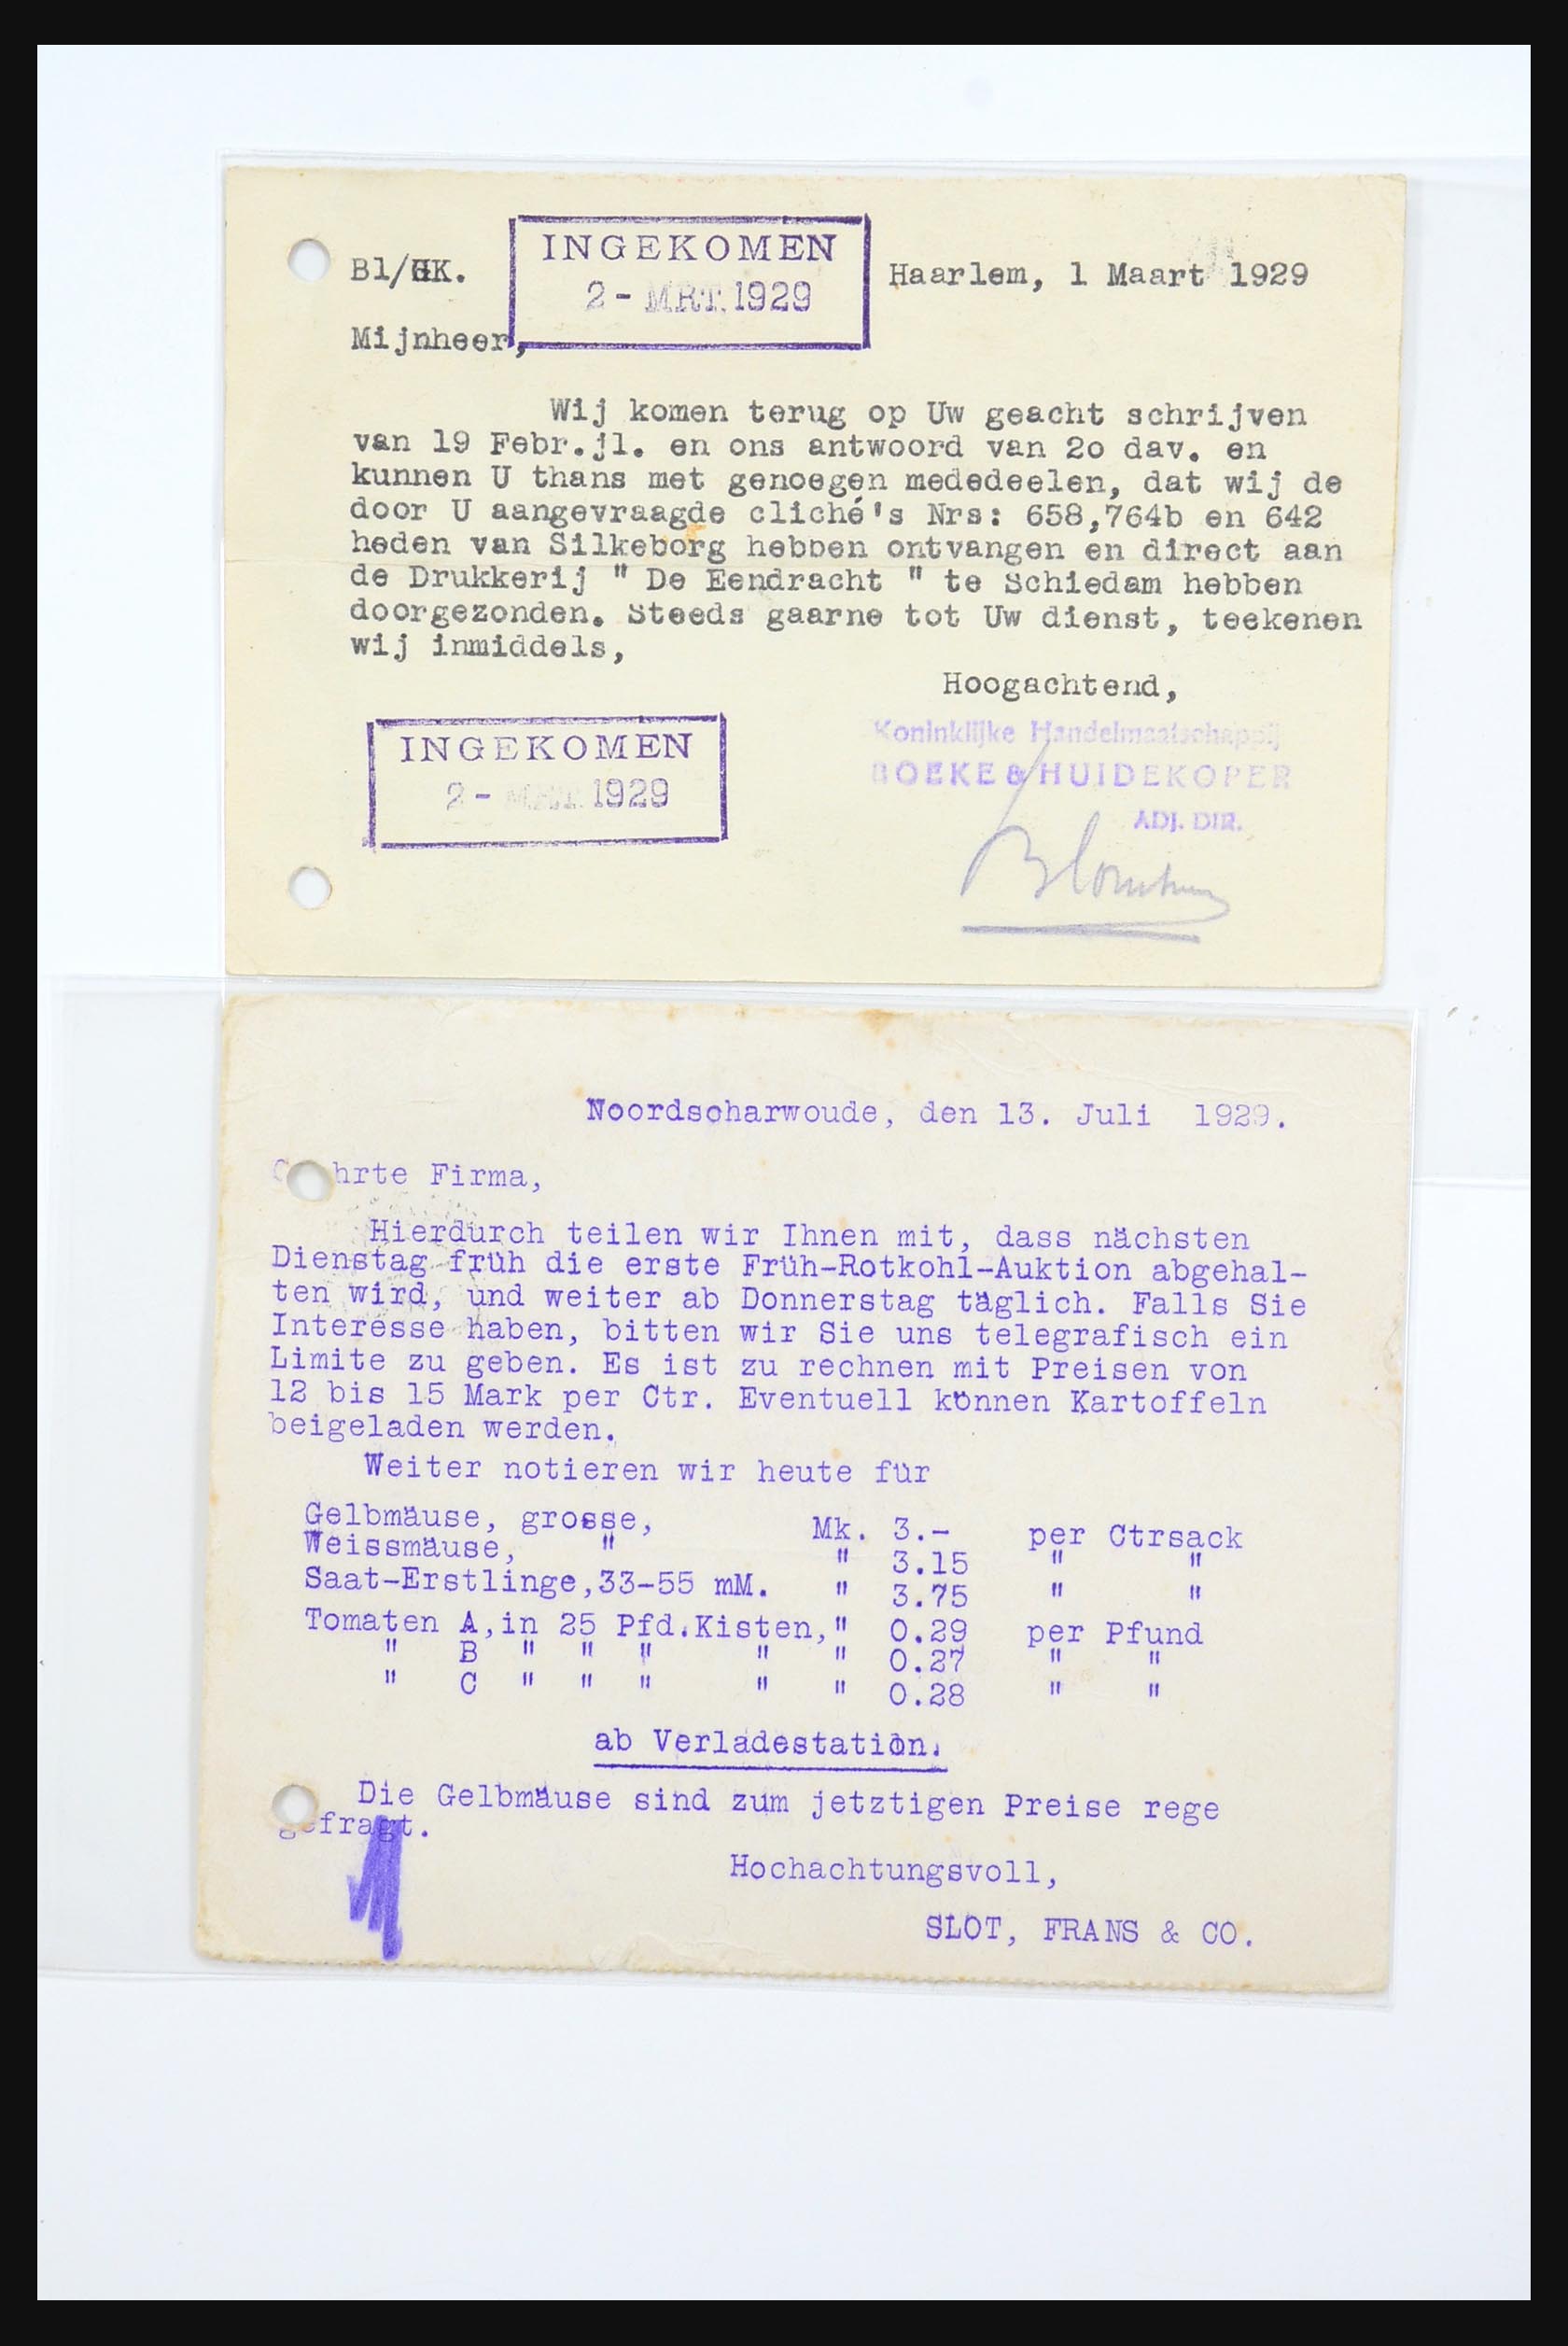 INGEKOMEN
2 - MRT. 1929
Bl/HK.
Haarlem, 1 Maart 1929
Mijnheer,
Wij komen terug op Uw geacht schrijven
van 19 Febr.jl. en ons antwoord van 2o dav. en
kunnen U thans met genoegen mededeelen, dat wij de
door U aangevraagde cliché's Nrs: 658,764b en 642
heden van Silkeborg hebben ontvangen en direct aan
de Drukkerij " De Eendracht " te Schiedam hebben
doorgezonden. Steeds gaarne tot Uw dienst, teekenen
wij inmiddels,
Hoogachtend,
INGEKOMEN
2 - MRT. 1929
Koninklijke Handelmaatschappij
BOEKE & HUIDEKOPER
ADJ. DIR.
Noordscharwoude, den 13. Juli 1929.
hrte Firma,
Hierdurch teilen wir Ihnen mit, dass nächsten
Dienstag früh die erste Früh-Rotkohl-Auktion abgehal-
ten wird, und weiter ab Donnerstag täglich. Falls Sie
Interesse haben, bitten wir Sie uns telegrafisch ein
Limite zu geben. Es ist zu rechnen mit Preisen von
12 bis 15 Mark per Ctr. Eventuell können Kartoffeln
beigeladen werden.
Weiter notieren wir heute für
Gelbmäuse, grosse, Mk. 3.- per Ctrsack
Weissmäuse, " " 3.15 " "
Saat-Erstlinge,33-55 mM. " 3.75 " "
Tomaten A,in 25 Pfd.Kisten," 0.29 per Pfund
" B " " " " " 0.27 " "
" C " " " " " 0.28 " "
ab Verladestation.
Die Gelbmäuse sind zum jetztigen Preise rege
gefragt.
Hochachtungsvoll,
SLOT, FRANS & CO.